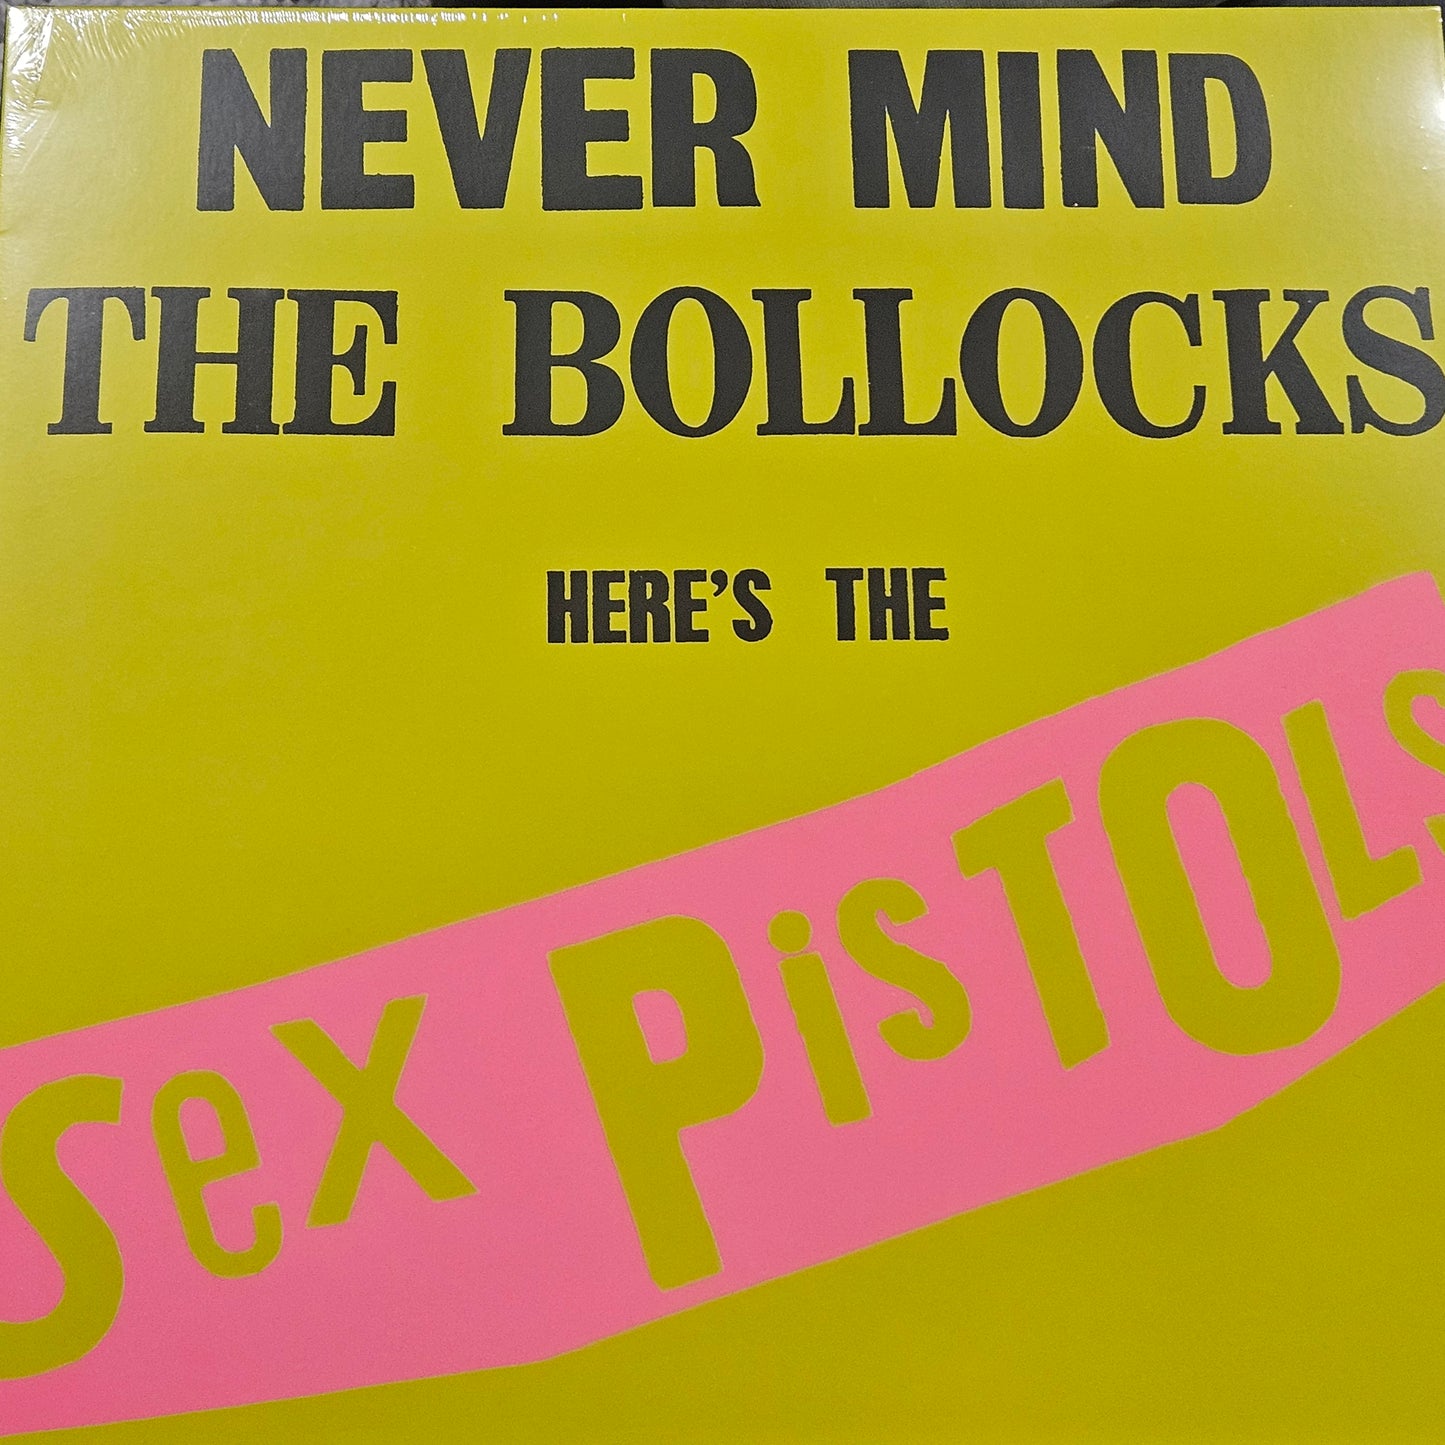 NEVER MIND
THE BOLLOCKS
HERE'S THE
Sex PiSTOLS